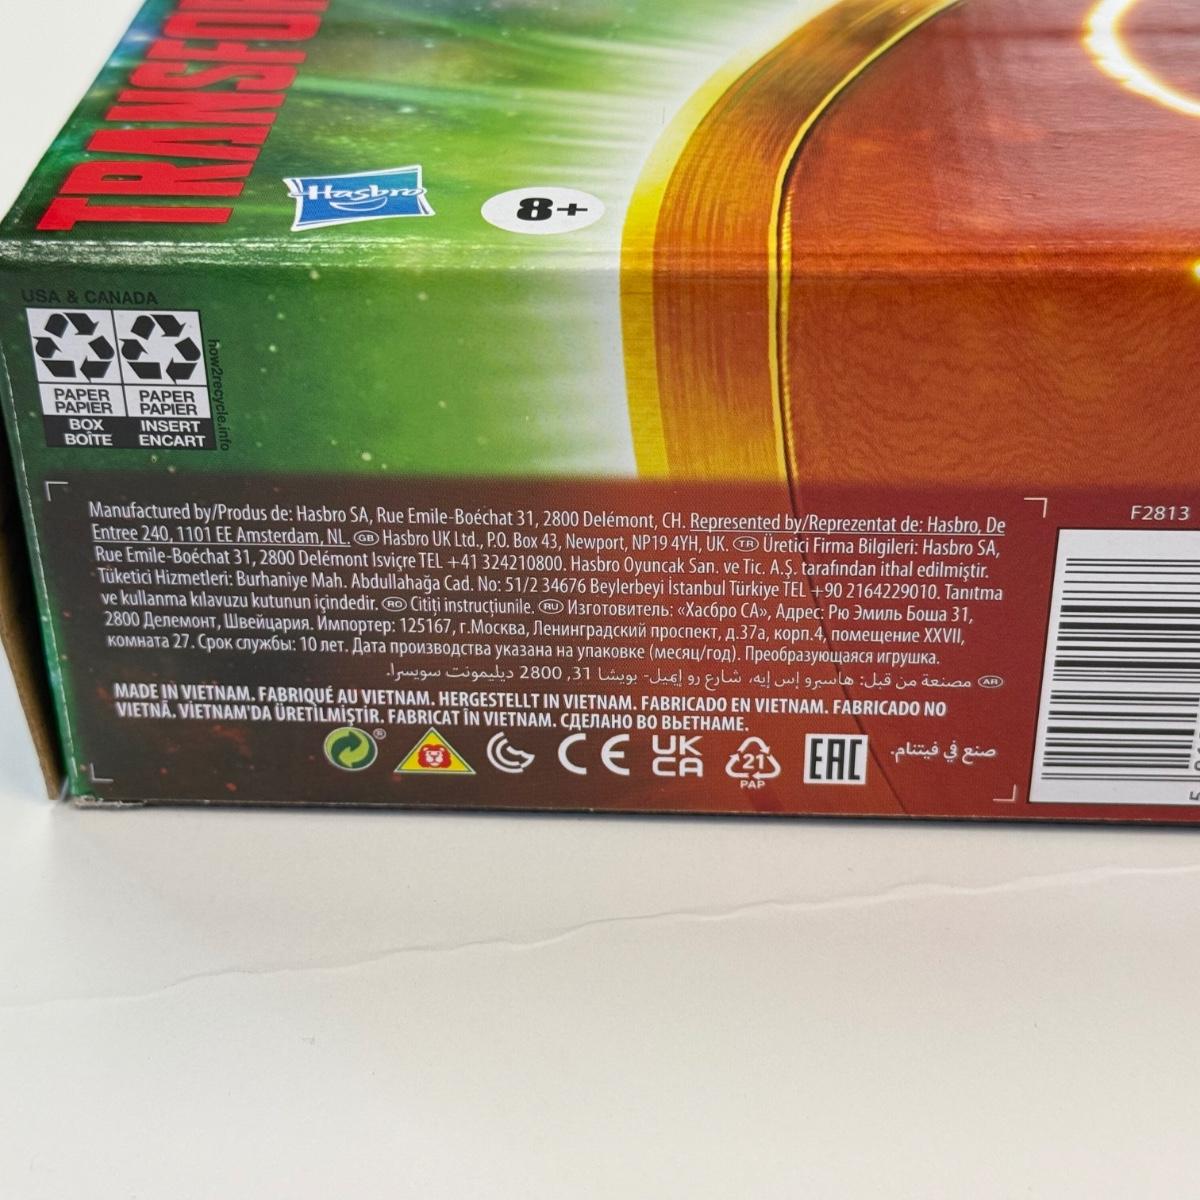 TRANSFOR
Hasbro
8+
USA & CANADA
PAPER PAPER
PAPIER PAPIER
BOX INSERT
BOÎTE ENCART
how2recycle.info
Manufactured by/Produs de: Hasbro SA, Rue Emile-Boéchat 31, 2800 Delémont, CH. Represented by/Reprezentat de: Hasbro, De
Entree 240, 1101 EE Amsterdam, NL. GB Hasbro UK Ltd., P.O. Box 43, Newport, NP19 4YH, UK. TR Üretici Firma Bilgileri: Hasbro SA,
Rue Emile-Boéchat 31, 2800 Delémont Isviçre TEL +41 324210800. Hasbro Oyuncak San. ve Tic. A.Ş. tarafından ithal edilmiştir.
Tüketici Hizmetleri: Burhaniye Mah. Abdullahağa Cad. No: 51/2 34676 Beylerbeyi İstanbul Türkiye TEL +90 2164229010. Tanıtma
ve kullanma kılavuzu kutunun içindedir. RO Citiți instrucțiunile. RU Изготовитель: «Хасбро СА», Адрес: Рю Эмиль Боша 31,
2800 Делемонт, Швейцария. Импортер: 125167, г.Москва, Ленинградский проспект, д.37а, корп.4, помещение XXVII,
комната 27. Срок службы: 10 лет. Дата производства указана на упаковке (месяц/год). Преобразующаяся игрушка.
AR مصنعة من قبل: هاسبرو إس إيه، شارع رو إميل- بويشا 31, 2800 ديليمونت سويسرا.
MADE IN VIETNAM. FABRIQUÉ AU VIETNAM. HERGESTELLT IN VIETNAM. FABRICADO EN VIETNAM. FABRICADO NO
VIETNÃ. VİETNAM'DA ÜRETİLMİŞTİR. FABRICAT ÎN VIETNAM. СДЕЛАНО ВО ВЬЕТНАМЕ.
صنع في فيتنام.
® CE UK CA 21 PAP EAC
F2813